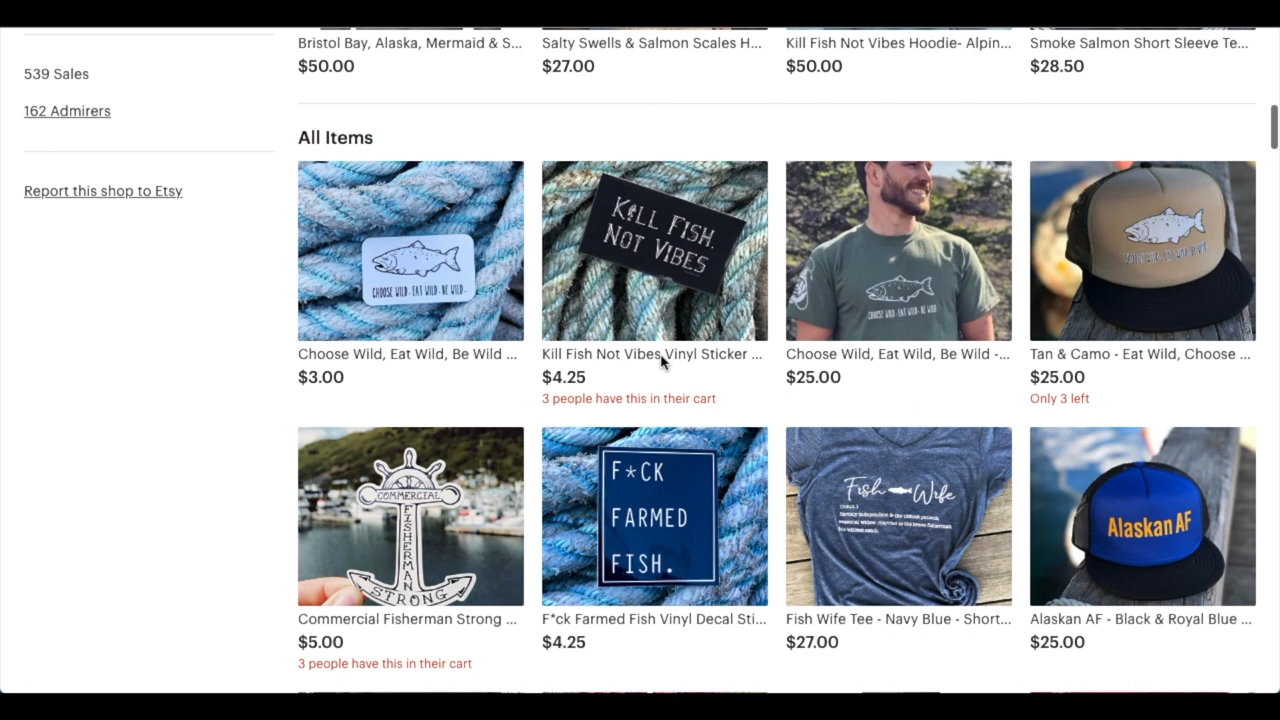 Bristol Bay, Alaska, Mermaid & S...
Salty Swells & Salmon Scales H...
Kill Fish Not Vibes Hoodie- Alpin...
Smoke Salmon Short Sleeve Te...
$50.00
$27.00
$50.00
$28.50
539 Sales
162 Admirers
Report this shop to Etsy
All Items
CHOOSE WILD · EAT WILD · BE WILD ·
KILL FISH,
NOT VIBES
CHOOSE WILD · EAT WILD · BE WILD ·
Choose Wild, Eat Wild, Be Wild ...
Kill Fish Not Vibes Vinyl Sticker ...
Choose Wild, Eat Wild, Be Wild -...
Tan & Camo - Eat Wild, Choose ...
$3.00
$4.25
$25.00
$25.00
3 people have this in their cart
Only 3 left
COMMERCIAL
FISHERMAN
STRONG
F*CK
FARMED
FISH.
Fish Wife
Alaskan AF
Commercial Fisherman Strong ...
F*ck Farmed Fish Vinyl Decal Sti...
Fish Wife Tee - Navy Blue - Short...
Alaskan AF - Black & Royal Blue ...
$5.00
$4.25
$27.00
$25.00
3 people have this in their cart